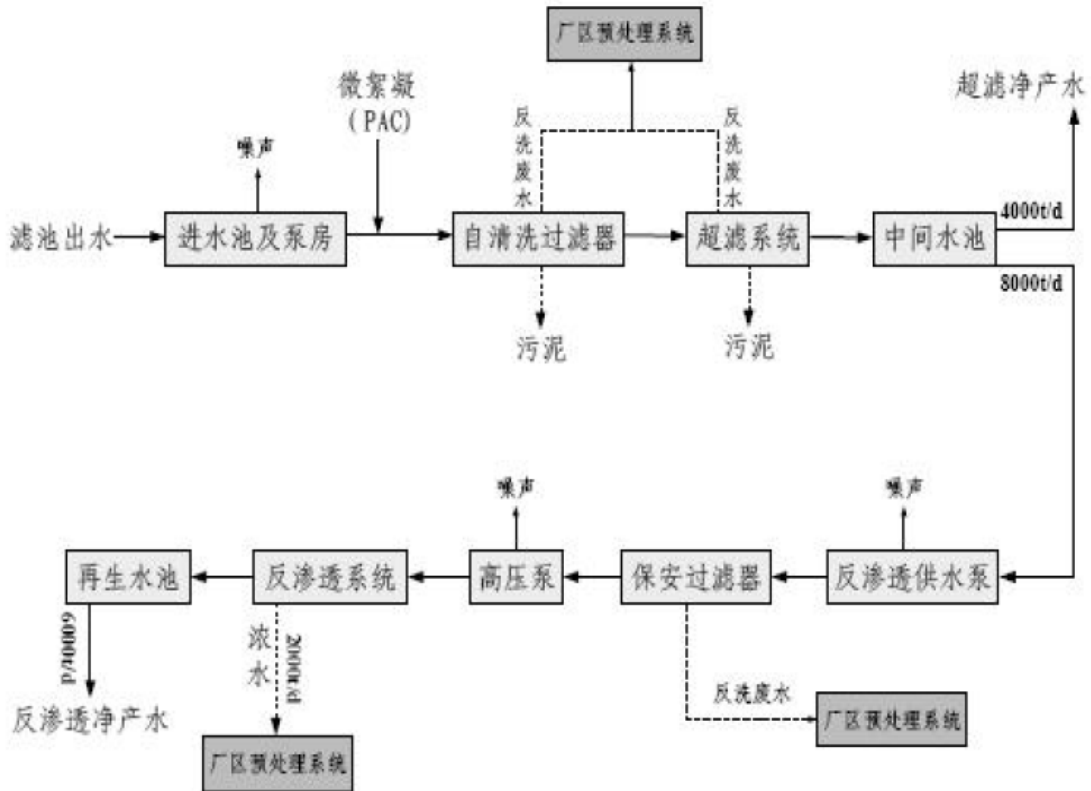 厂区预处理系统
微絮凝
(PAC)
超滤净产水
反洗废水
反洗废水
噪声
4000t/d
滤池出水
进水池及泵房
自清洗过滤器
超滤系统
中间水池
8000t/d
污泥
污泥
噪声
噪声
再生水池
反渗透系统
高压泵
保安过滤器
反渗透供水泵
6000t/d
浓水
2000t/d
反渗透净产水
反洗废水
厂区预处理系统
厂区预处理系统